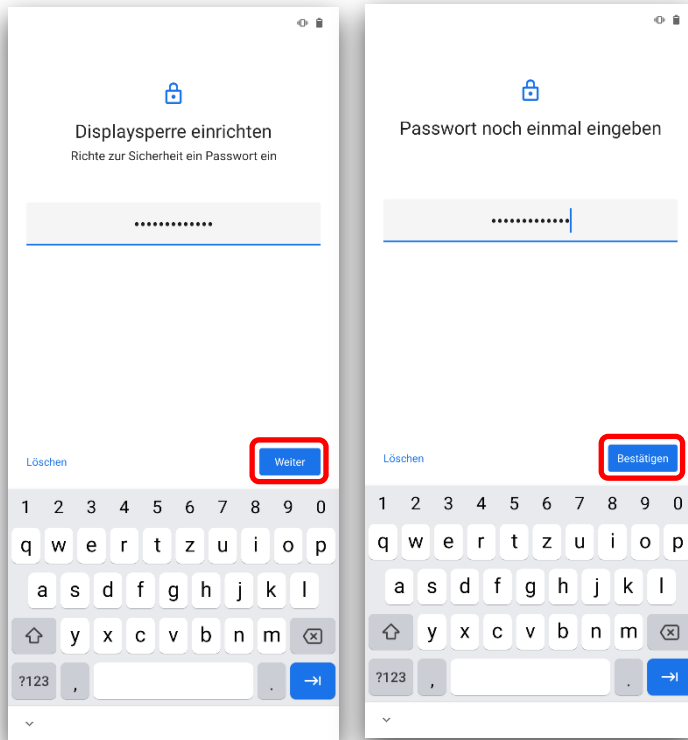 Displaysperre einrichten
Richte zur Sicherheit ein Passwort ein
•••••••••••••
Löschen
Weiter
1 2 3 4 5 6 7 8 9 0
q w e r t z u i o p
a s d f g h j k l
y x c v b n m
?123 , .
Passwort noch einmal eingeben
•••••••••••••
Löschen
Bestätigen
1 2 3 4 5 6 7 8 9 0
q w e r t z u i o p
a s d f g h j k l
y x c v b n m
?123 , .